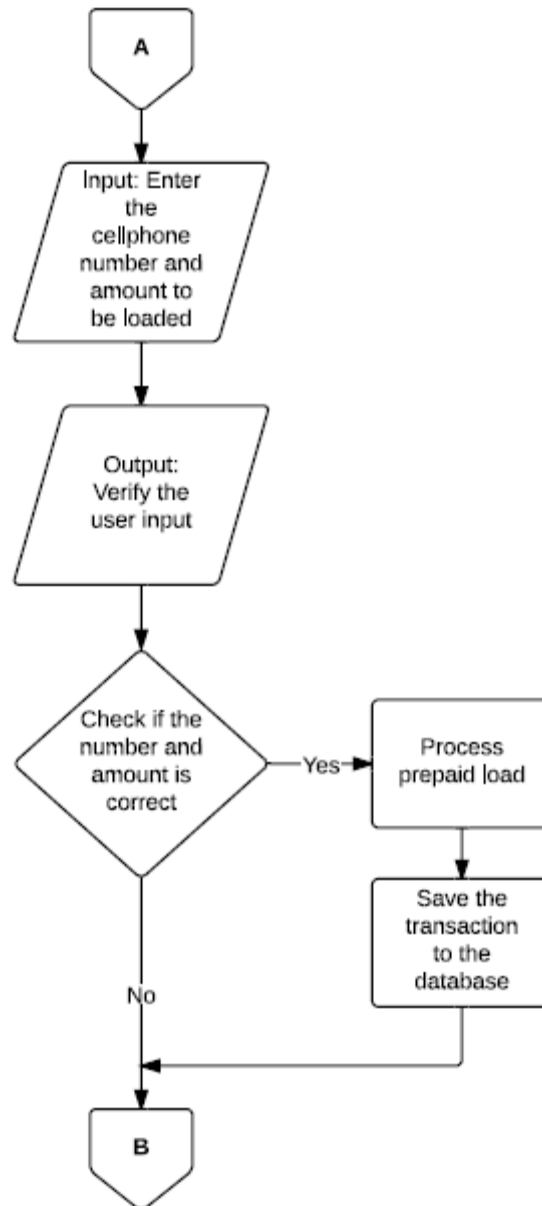 A
Input: Enter
the
cellphone
number and
amount to
be loaded
Output:
Verify the
user input
Check if the
number and
amount is
correct
Yes
Process
prepaid load
Save the
transaction
to the
database
No
B